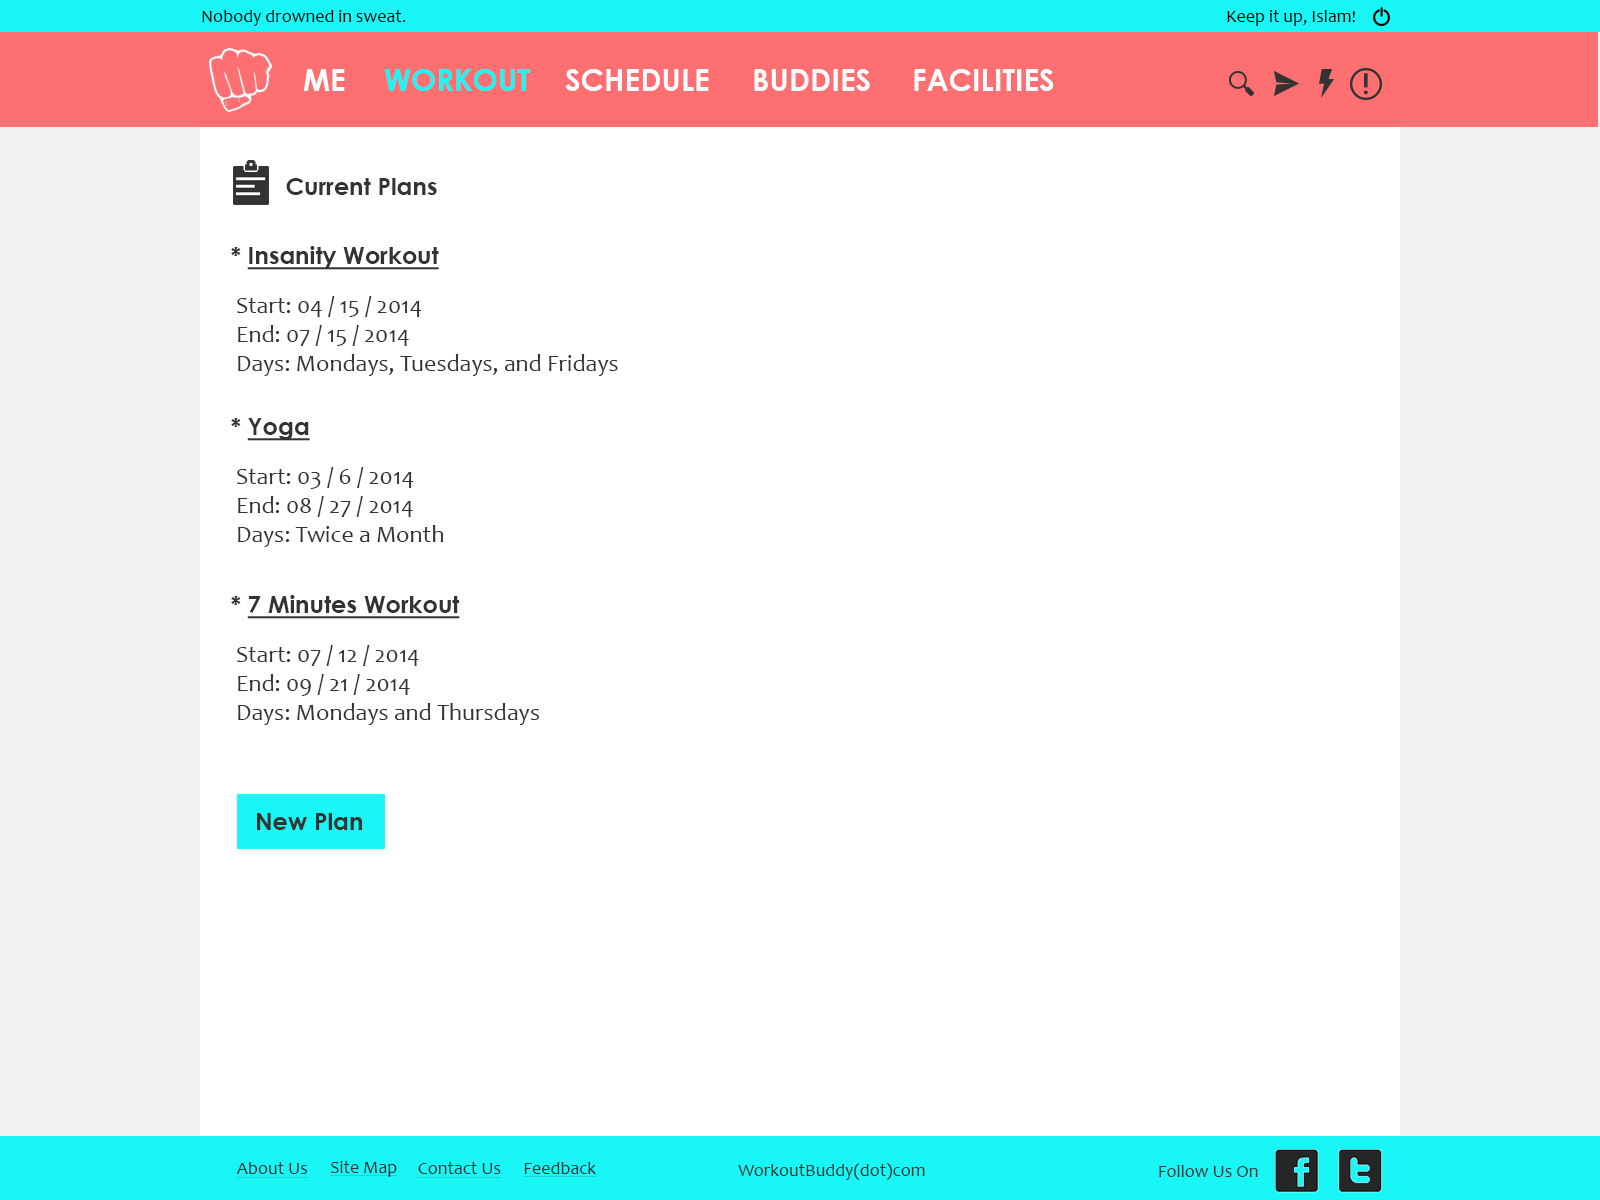 Nobody drowned in sweat.
Keep it up, Islam!
ME WORKOUT SCHEDULE BUDDIES FACILITIES
Current Plans
* Insanity Workout
Start: 04 / 15 / 2014
End: 07 / 15 / 2014
Days: Mondays, Tuesdays, and Fridays
* Yoga
Start: 03 / 6 / 2014
End: 08 / 27 / 2014
Days: Twice a Month
* 7 Minutes Workout
Start: 07 / 12 / 2014
End: 09 / 21 / 2014
Days: Mondays and Thursdays
New Plan
About Us Site Map Contact Us Feedback
WorkoutBuddy(dot)com
Follow Us On